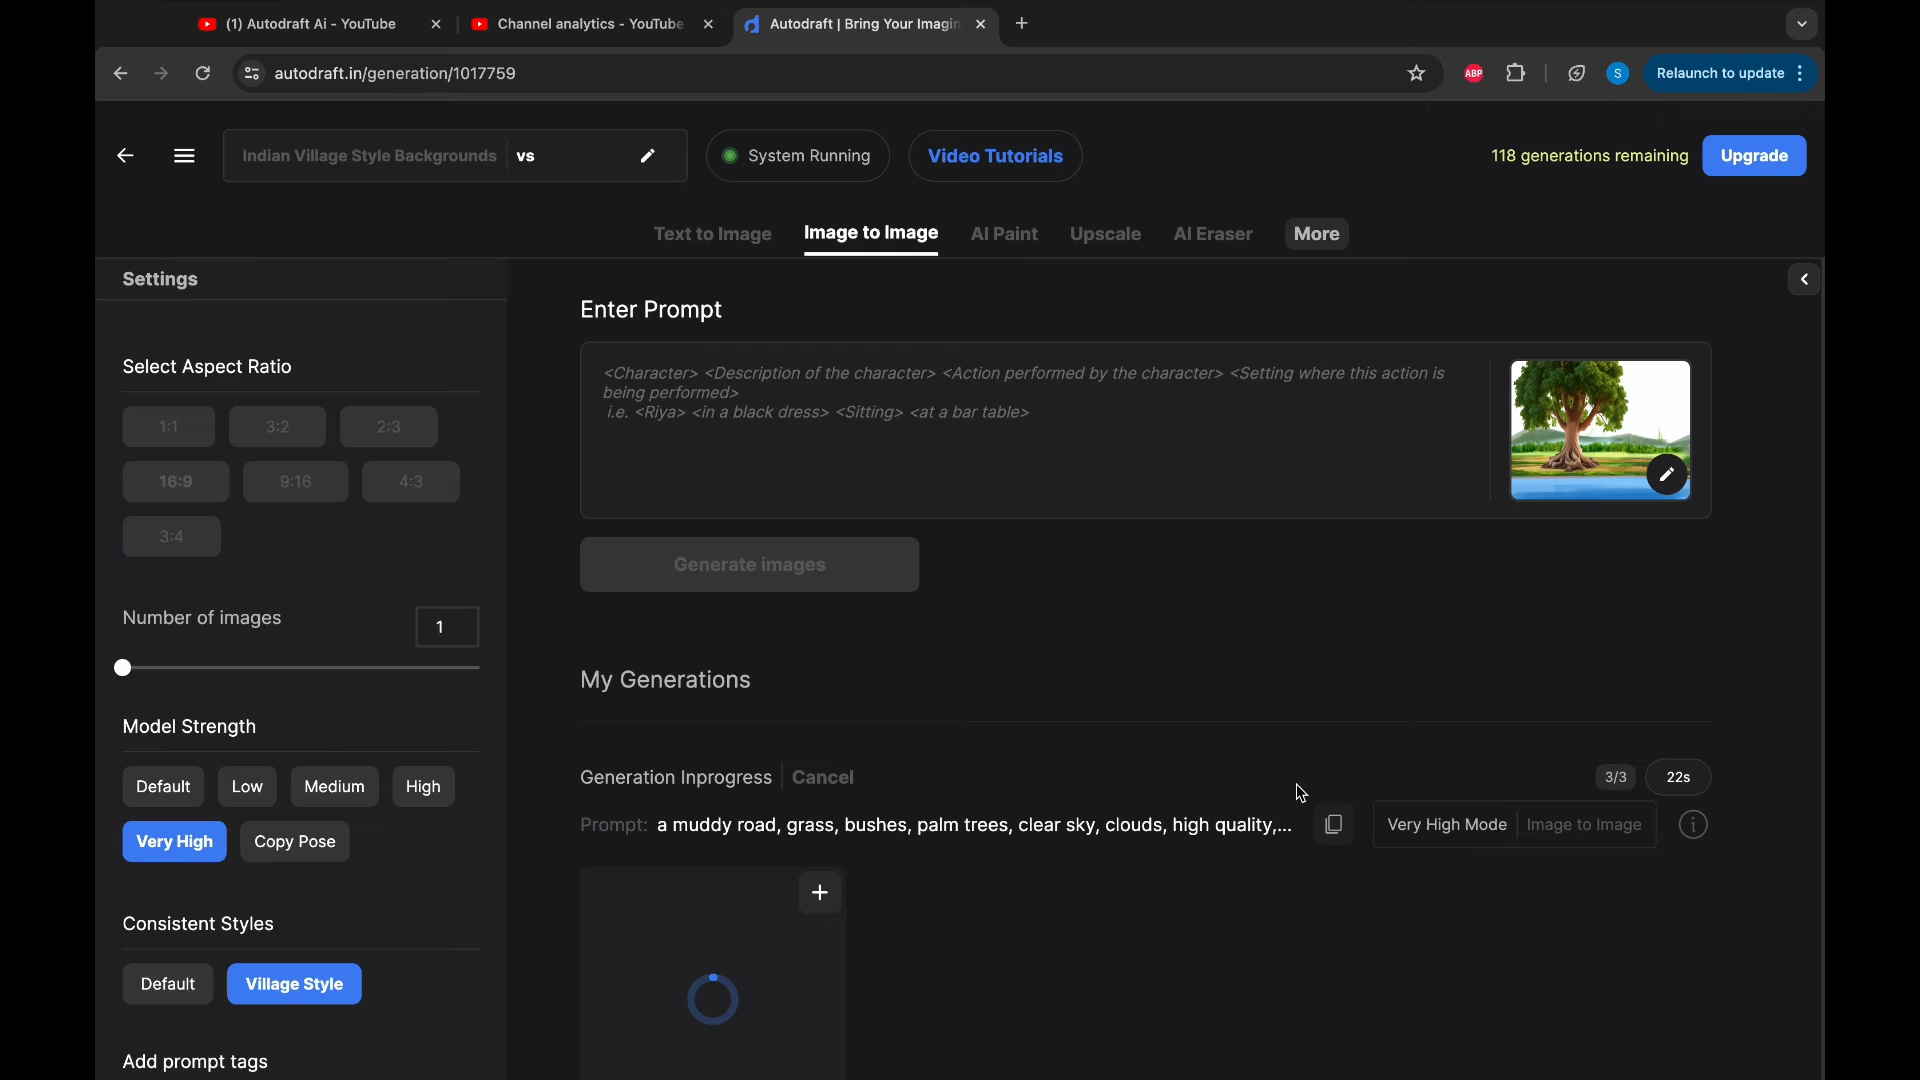 (1) Autodraft Ai - YouTube
Channel analytics - YouTube
Autodraft | Bring Your Imagin
autodraft.in/generation/1017759
ABP
S
Relaunch to update
Indian Village Style Backgrounds
vs
System Running
Video Tutorials
118 generations remaining
Upgrade
Text to Image
Image to Image
AI Paint
Upscale
AI Eraser
More
Settings
Enter Prompt
Select Aspect Ratio
<Character> <Description of the character> <Action performed by the character> <Setting where this action is
being performed>
i.e. <Riya> <in a black dress> <Sitting> <at a bar table>
1:1
3:2
2:3
16:9
9:16
4:3
3:4
Generate images
Number of images
1
My Generations
Model Strength
Default
Low
Medium
High
Very High
Copy Pose
Generation Inprogress
Cancel
3/3
22s
Prompt: a muddy road, grass, bushes, palm trees, clear sky, clouds, high quality,...
Very High Mode
Image to Image
Consistent Styles
Default
Village Style
Add prompt tags